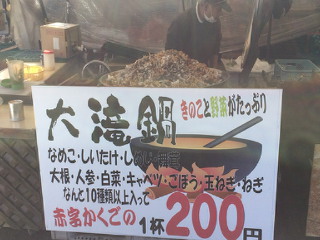 きのこと野菜がたっぷり
大滝鍋
なめこ・しいたけ・しめじ
大根・人参・白菜・キャベツ・ごぼう・玉ねぎ・ねぎ
なんと10種類以上入って
赤字かくごの1杯200円